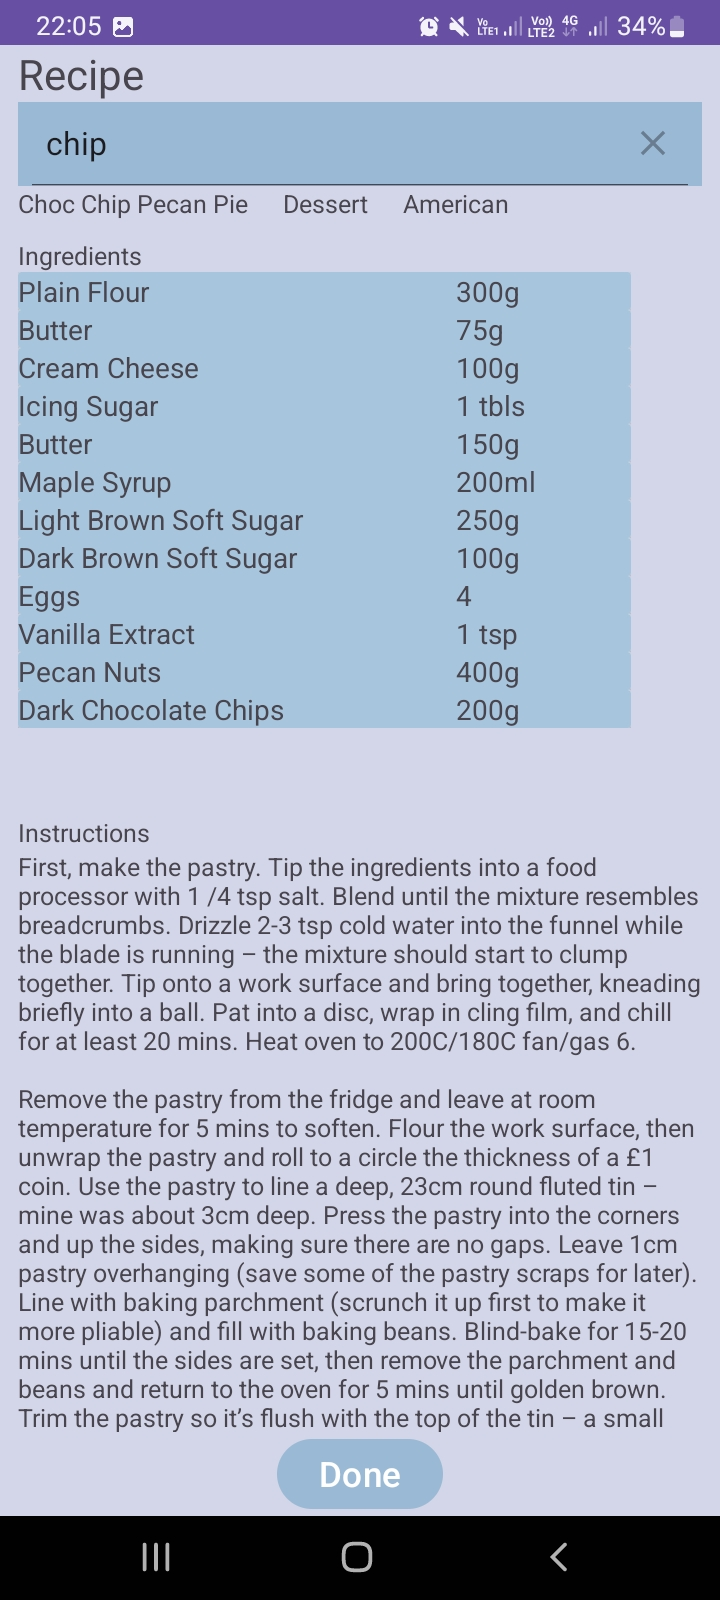 22:05
Vo LTE1 Vo) LTE2 4G 34%
Recipe
chip
Choc Chip Pecan Pie Dessert American
Ingredients
Plain Flour 300g
Butter 75g
Cream Cheese 100g
Icing Sugar 1 tbls
Butter 150g
Maple Syrup 200ml
Light Brown Soft Sugar 250g
Dark Brown Soft Sugar 100g
Eggs 4
Vanilla Extract 1 tsp
Pecan Nuts 400g
Dark Chocolate Chips 200g
Instructions
First, make the pastry. Tip the ingredients into a food
processor with 1 /4 tsp salt. Blend until the mixture resembles
breadcrumbs. Drizzle 2-3 tsp cold water into the funnel while
the blade is running – the mixture should start to clump
together. Tip onto a work surface and bring together, kneading
briefly into a ball. Pat into a disc, wrap in cling film, and chill
for at least 20 mins. Heat oven to 200C/180C fan/gas 6.
Remove the pastry from the fridge and leave at room
temperature for 5 mins to soften. Flour the work surface, then
unwrap the pastry and roll to a circle the thickness of a £1
coin. Use the pastry to line a deep, 23cm round fluted tin –
mine was about 3cm deep. Press the pastry into the corners
and up the sides, making sure there are no gaps. Leave 1cm
pastry overhanging (save some of the pastry scraps for later).
Line with baking parchment (scrunch it up first to make it
more pliable) and fill with baking beans. Blind-bake for 15-20
mins until the sides are set, then remove the parchment and
beans and return to the oven for 5 mins until golden brown.
Trim the pastry so it’s flush with the top of the tin – a small
Done